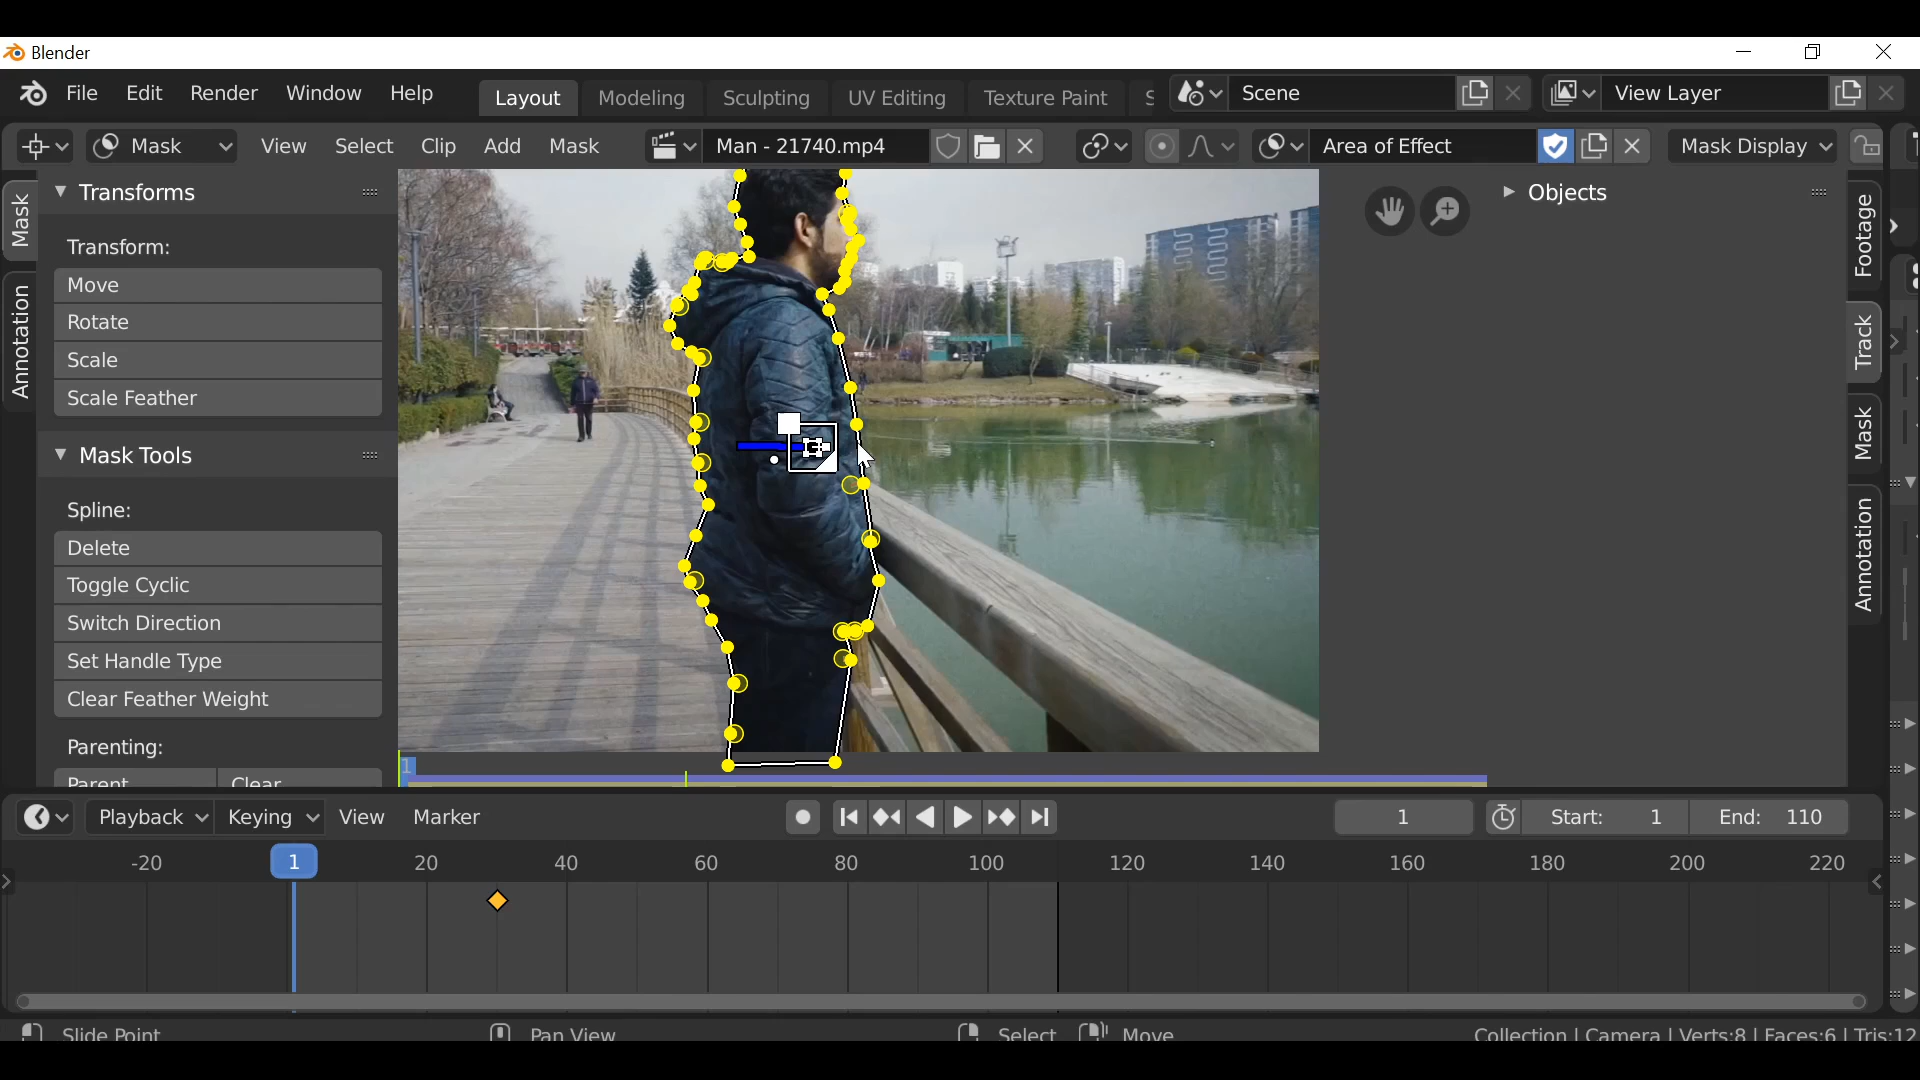 Blender
File Edit Render Window Help Layout Modeling Sculpting UV Editing Texture Paint S Scene View Layer
Mask View Select Clip Add Mask Man - 21740.mp4 Area of Effect Mask Display
Mask
Annotation
Transforms
Transform:
Move
Rotate
Scale
Scale Feather
Mask Tools
Spline:
Delete
Toggle Cyclic
Switch Direction
Set Handle Type
Clear Feather Weight
Parenting:
Parent Clear
Objects
Footage
Track
Mask
Annotation
1
Playback Keying View Marker 1 Start: 1 End: 110
-20 1 20 40 60 80 100 120 140 160 180 200 220
Slide Point Pan View Select Move Collection | Camera | Verts:8 | Faces:6 | Tris:12